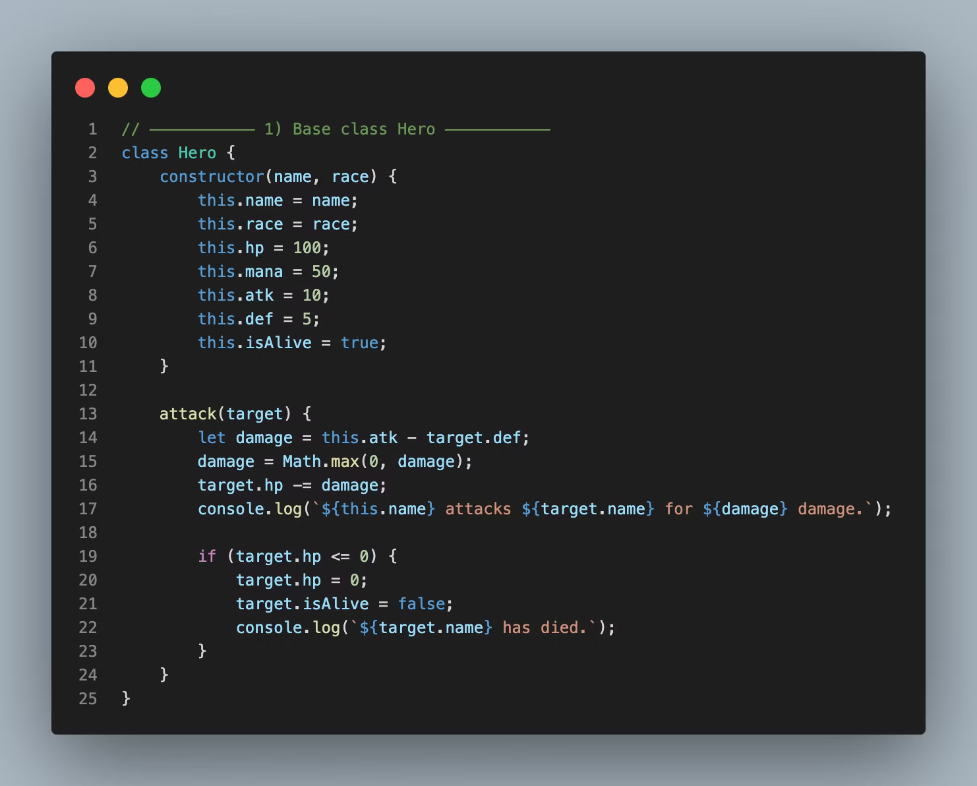 1 // ——————————— 1) Base class Hero ———————————
2 class Hero {
3     constructor(name, race) {
4         this.name = name;
5         this.race = race;
6         this.hp = 100;
7         this.mana = 50;
8         this.atk = 10;
9         this.def = 5;
10         this.isAlive = true;
11     }
12
13     attack(target) {
14         let damage = this.atk - target.def;
15         damage = Math.max(0, damage);
16         target.hp -= damage;
17         console.log(`${this.name} attacks ${target.name} for ${damage} damage.`);
18
19         if (target.hp <= 0) {
20             target.hp = 0;
21             target.isAlive = false;
22             console.log(`${target.name} has died.`);
23         }
24     }
25 }